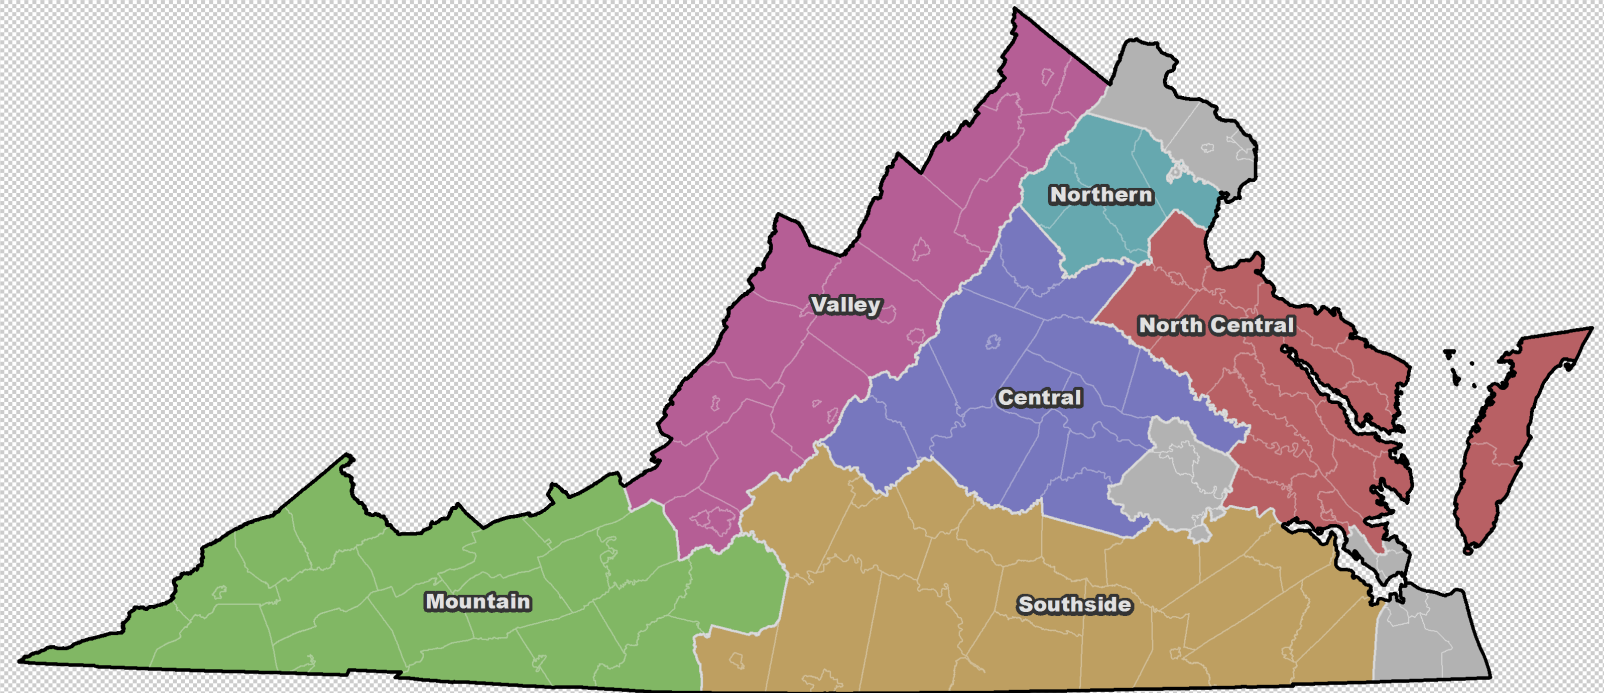 Northern
Valley
North Central
Central
Mountain
Southside